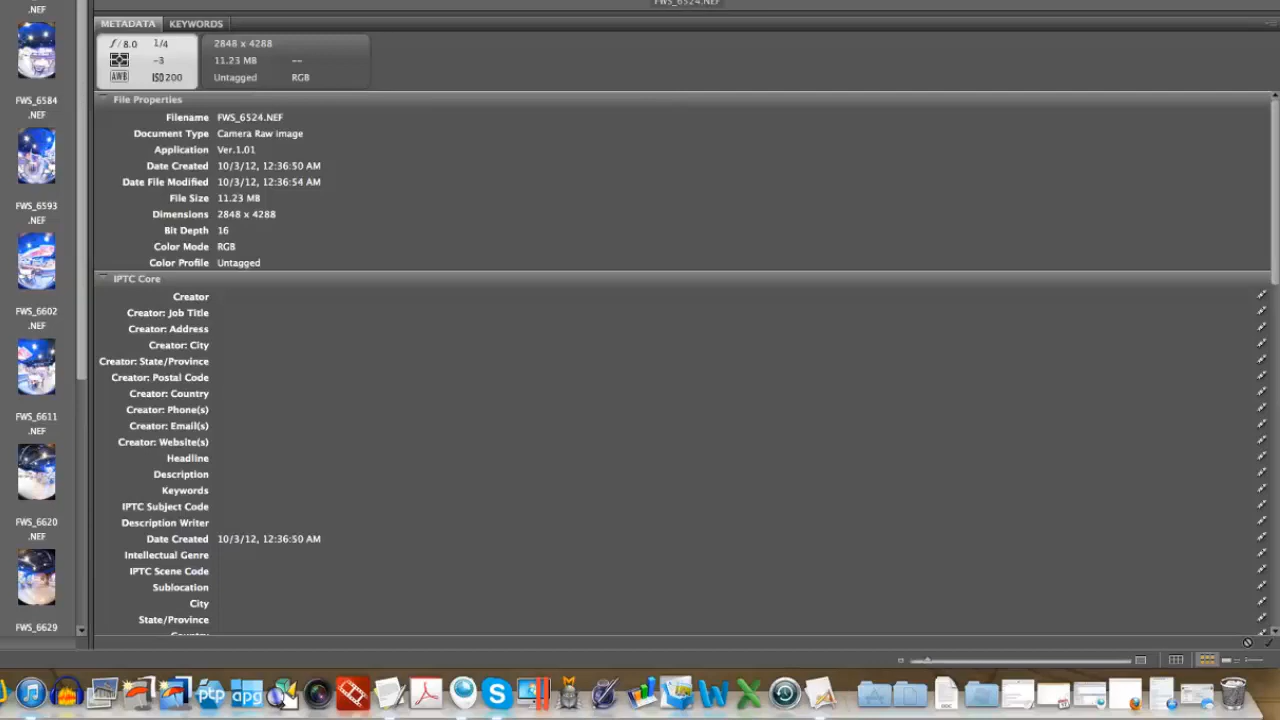 FWS_6524.NEF
.NEF
METADATA KEYWORDS
f/8.0 1/4
-3
AWB ISO200
2848 x 4288
11.23 MB --
Untagged RGB
FWS_6584
.NEF
FWS_6593
.NEF
FWS_6602
.NEF
FWS_6611
.NEF
FWS_6620
.NEF
FWS_6629
File Properties
Filename FWS_6524.NEF
Document Type Camera Raw image
Application Ver.1.01
Date Created 10/3/12, 12:36:50 AM
Date File Modified 10/3/12, 12:36:54 AM
File Size 11.23 MB
Dimensions 2848 x 4288
Bit Depth 16
Color Mode RGB
Color Profile Untagged
IPTC Core
Creator
Creator: Job Title
Creator: Address
Creator: City
Creator: State/Province
Creator: Postal Code
Creator: Country
Creator: Phone(s)
Creator: Email(s)
Creator: Website(s)
Headline
Description
Keywords
IPTC Subject Code
Description Writer
Date Created 10/3/12, 12:36:50 AM
Intellectual Genre
IPTC Scene Code
Sublocation
City
State/Province
Country
ptp apg